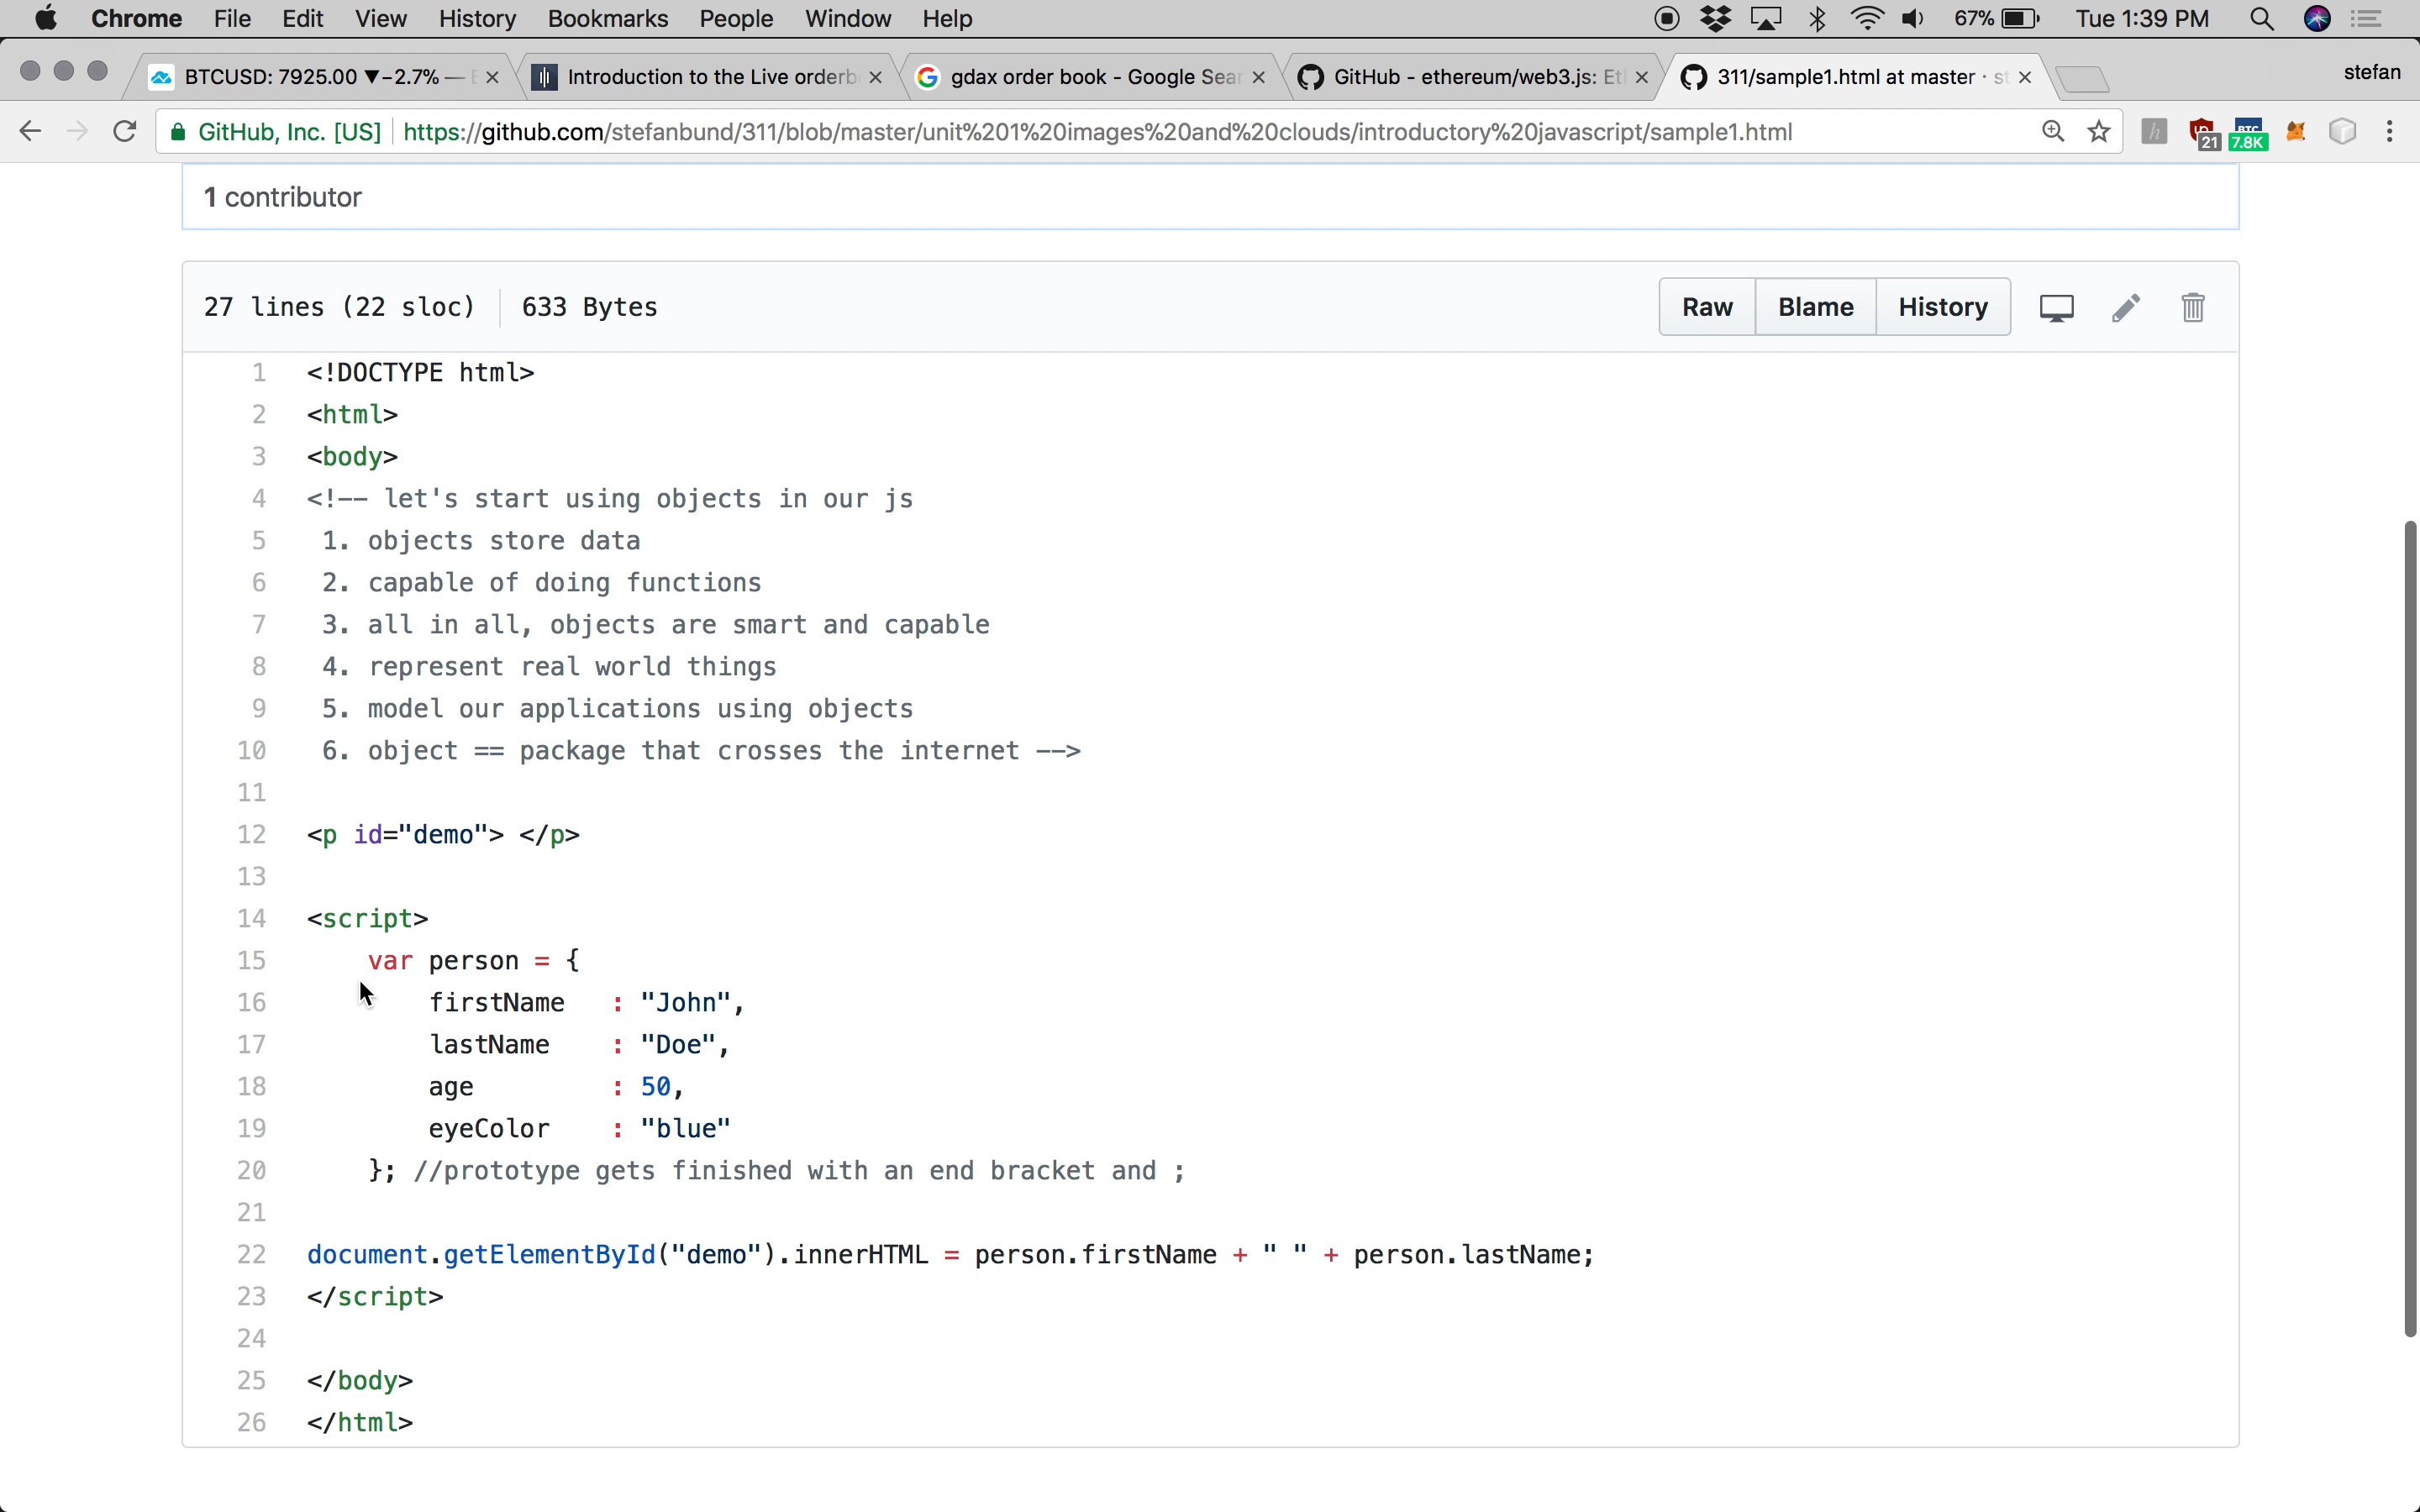 Chrome File Edit View History Bookmarks People Window Help 67% Tue 1:39 PM
BTCUSD: 7925.00 ▼−2.7% — Introduction to the Live orderb gdax order book - Google Sear GitHub - ethereum/web3.js: Et 311/sample1.html at master · st stefan
GitHub, Inc. [US] https://github.com/stefanbund/311/blob/master/unit%201%20images%20and%20clouds/introductory%20javascript/sample1.html h 21 BTC 7.8K
1 contributor
27 lines (22 sloc) 633 Bytes Raw Blame History
1 <!DOCTYPE html>
2 <html>
3 <body>
4 <!-- let's start using objects in our js
5 1. objects store data
6 2. capable of doing functions
7 3. all in all, objects are smart and capable
8 4. represent real world things
9 5. model our applications using objects
10 6. object == package that crosses the internet -->
11
12 <p id="demo"> </p>
13
14 <script>
15 var person = {
16 firstName : "John",
17 lastName : "Doe",
18 age : 50,
19 eyeColor : "blue"
20 }; //prototype gets finished with an end bracket and ;
21
22 document.getElementById("demo").innerHTML = person.firstName + " " + person.lastName;
23 </script>
24
25 </body>
26 </html>